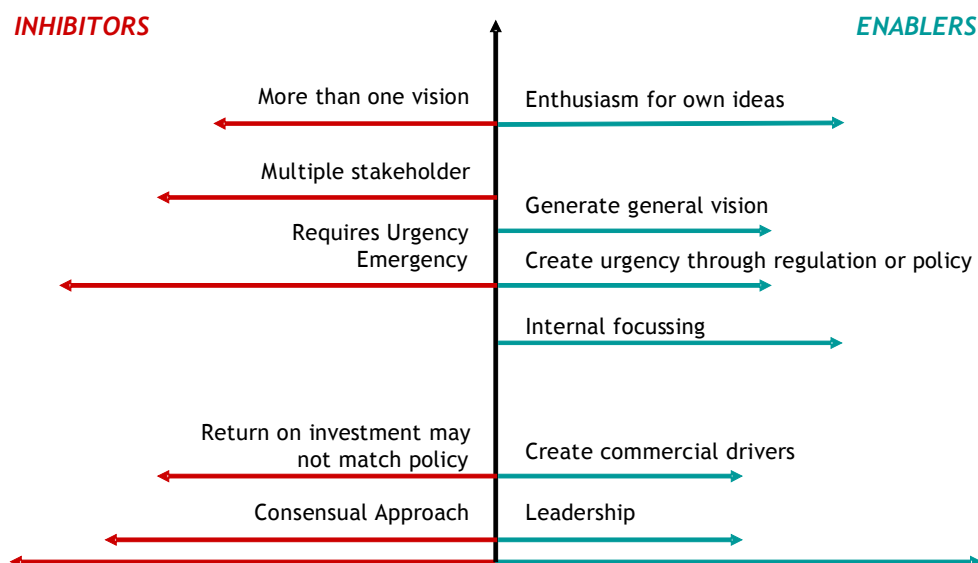 INHIBITORS
ENABLERS
More than one vision
Enthusiasm for own ideas
Multiple stakeholder
Generate general vision
Requires Urgency
Emergency
Create urgency through regulation or policy
Internal focussing
Return on investment may
not match policy
Create commercial drivers
Consensual Approach
Leadership